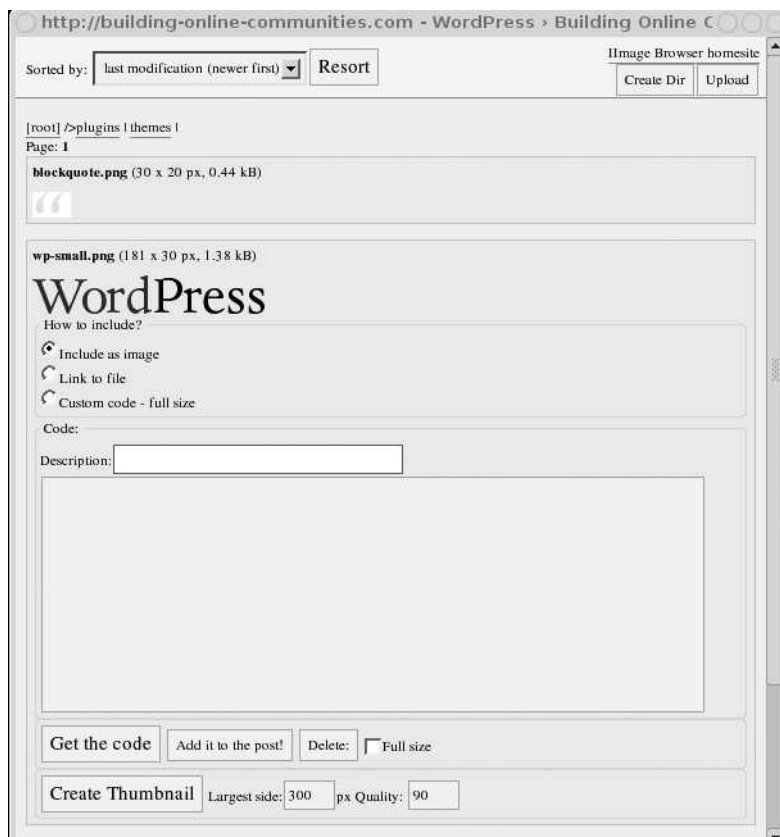 http://building-online-communities.com - WordPress › Building Online C
Sorted by: last modification (newer first) Resort
IImage Browser homesite
Create Dir Upload
[root] />plugins | themes |
Page: 1
blockquote.png (30 x 20 px, 0.44 kB)
“
wp-small.png (181 x 30 px, 1.38 kB)
WordPress
How to include?
Include as image
Link to file
Custom code - full size
Code:
Description:
Get the code Add it to the post! Delete: Full size
Create Thumbnail Largest side: 300 px Quality: 90